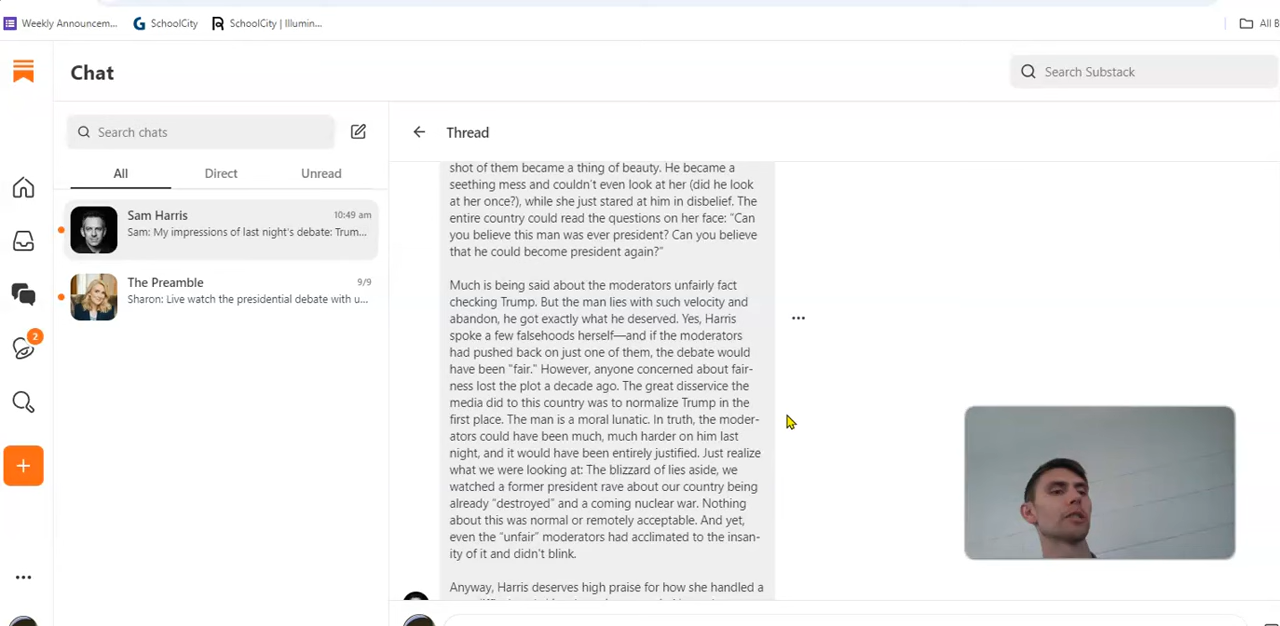 Weekly Announcem...
SchoolCity
SchoolCity | Illumin...
All B
Chat
Search Substack
Search chats
Thread
All
Direct
Unread
Sam Harris
10:49 am
Sam: My impressions of last night's debate: Trum...
The Preamble
9/9
Sharon: Live watch the presidential debate with u...
2
shot of them became a thing of beauty. He became a
seething mess and couldn't even look at her (did he look
at her once?), while she just stared at him in disbelief. The
entire country could read the questions on her face: "Can
you believe this man was ever president? Can you believe
that he could become president again?"
Much is being said about the moderators unfairly fact
checking Trump. But the man lies with such velocity and
abandon, he got exactly what he deserved. Yes, Harris
spoke a few falsehoods herself—and if the moderators
had pushed back on just one of them, the debate would
have been "fair." However, anyone concerned about fair-
ness lost the plot a decade ago. The great disservice the
media did to this country was to normalize Trump in the
first place. The man is a moral lunatic. In truth, the moder-
ators could have been much, much harder on him last
night, and it would have been entirely justified. Just realize
what we were looking at: The blizzard of lies aside, we
watched a former president rave about our country being
already "destroyed" and a coming nuclear war. Nothing
about this was normal or remotely acceptable. And yet,
even the "unfair" moderators had acclimated to the insan-
ity of it and didn't blink.
Anyway, Harris deserves high praise for how she handled a